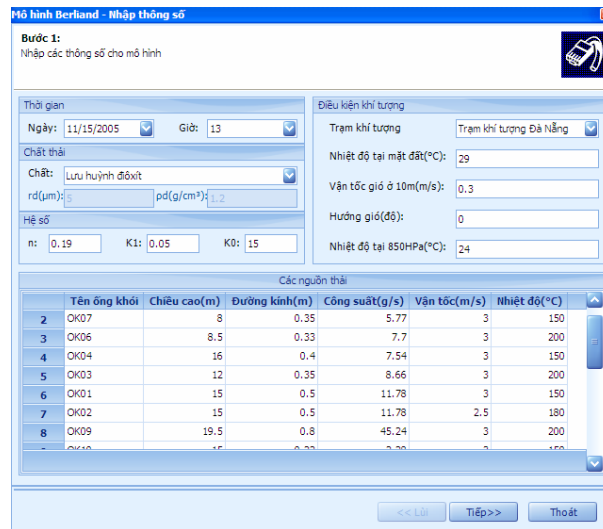 Mô hình Berliand - Nhập thông số
Bước 1:
Nhập các thông số cho mô hình
Thời gian
Ngày: 11/15/2005 Giờ: 13
Chất thải
Chất: Lưu huỳnh điôxít
rd(µm): 5 pd(g/cm³): 1.2
Hệ số
n: 0.19 K1: 0.05 K0: 15
Điều kiện khí tượng
Trạm khí tượng Trạm khí tượng Đà Nẵng
Nhiệt độ tại mặt đất(°C): 29
Vận tốc gió ở 10m(m/s): 0.3
Hướng gió(độ): 0
Nhiệt độ tại 850HPa(°C): 24
Các nguồn thải
Tên ống khói Chiều cao(m) Đường kính(m) Công suất(g/s) Vận tốc(m/s) Nhiệt độ(°C)
2 OK07 8 0.35 5.77 3 150
3 OK06 8.5 0.33 7.7 3 200
4 OK04 16 0.4 7.54 3 150
5 OK03 12 0.35 8.66 3 200
6 OK01 15 0.5 11.78 3 150
7 OK02 15 0.5 11.78 2.5 180
8 OK09 19.5 0.8 45.24 3 200
<< Lùi Tiếp>> Thoát